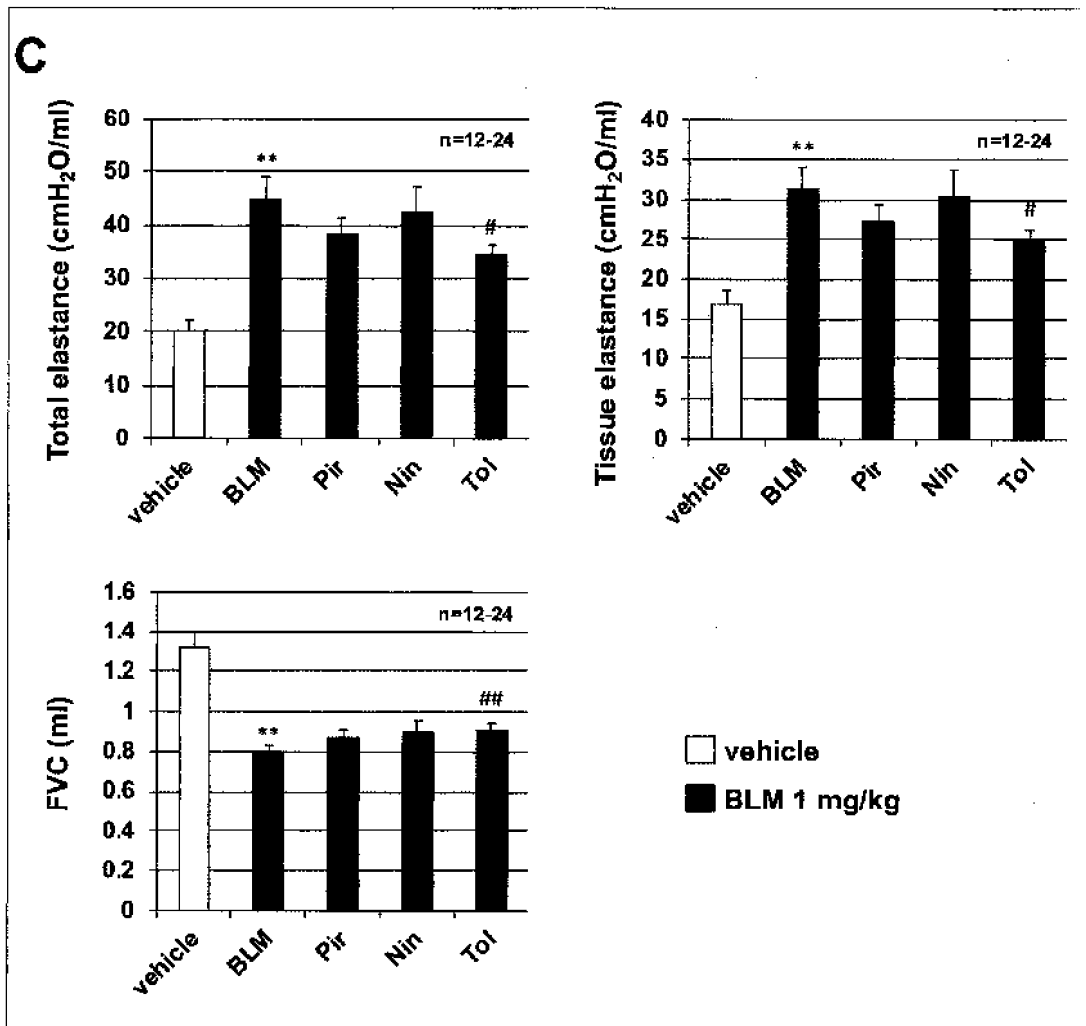 C
Total elastance (cmH₂O/ml)
60
50
40
30
20
10
0
n=12-24
**
#
vehicle
BLM
Pir
Nin
Tol
Tissue elastance (cmH₂O/ml)
40
35
30
25
20
15
10
5
0
n=12-24
**
#
vehicle
BLM
Pir
Nin
Tol
FVC (ml)
1.6
1.4
1.2
1
0.8
0.6
0.4
0.2
0
n=12-24
**
##
vehicle
BLM
Pir
Nin
Tol
vehicle
BLM 1 mg/kg